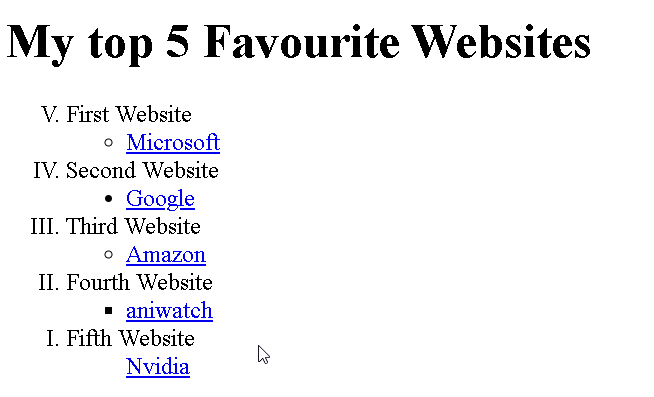 My top 5 Favourite Websites
V. First Website
Microsoft
IV. Second Website
Google
III. Third Website
Amazon
II. Fourth Website
aniwatch
I. Fifth Website
Nvidia